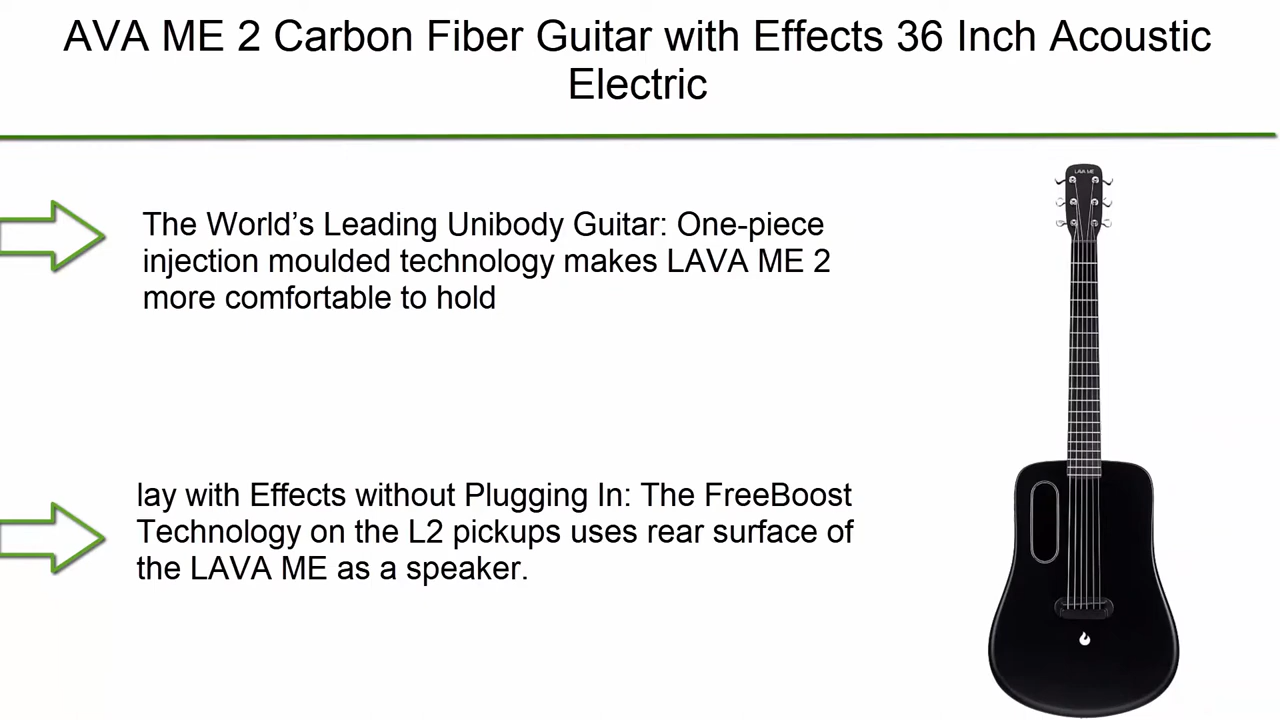 AVA ME 2 Carbon Fiber Guitar with Effects 36 Inch Acoustic
Electric
LAVA ME
The World’s Leading Unibody Guitar: One-piece
injection moulded technology makes LAVA ME 2
more comfortable to hold
lay with Effects without Plugging In: The FreeBoost
Technology on the L2 pickups uses rear surface of
the LAVA ME as a speaker.